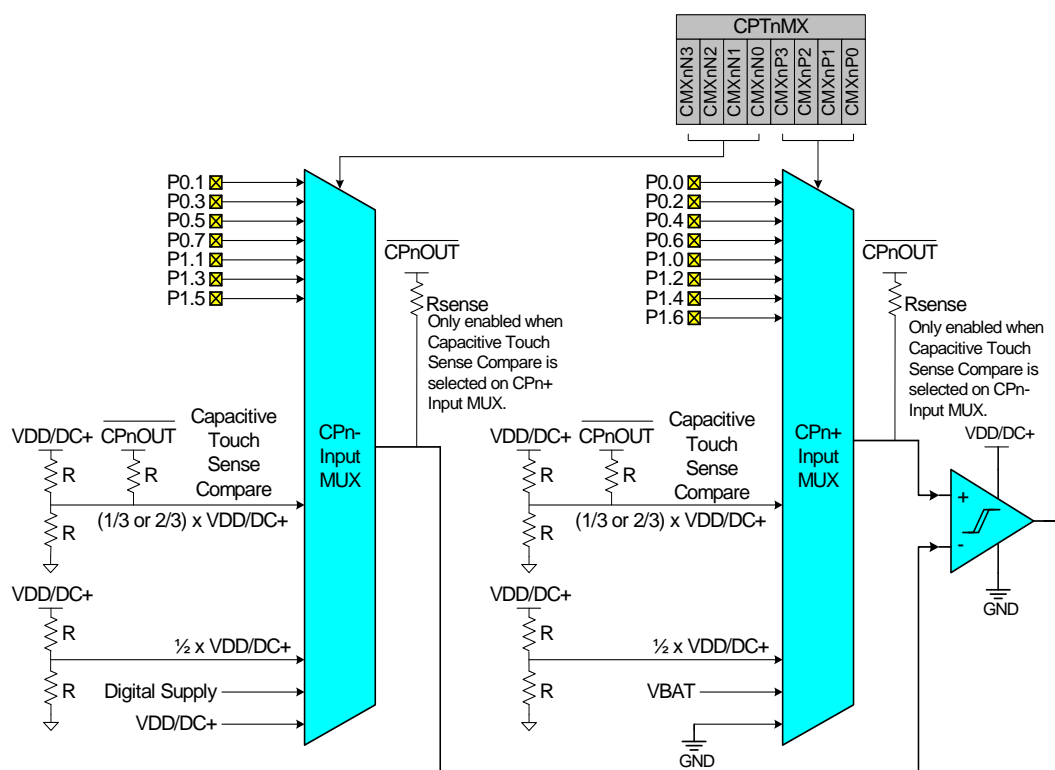 CPTnMX
CMXnN3
CMXnN2
CMXnN1
CMXnN0
CMXnP3
CMXnP2
CMXnP1
CMXnP0
P0.1
P0.3
P0.5
P0.7
P1.1
P1.3
P1.5
CPnOUT
Rsense
Only enabled when
Capacitive Touch
Sense Compare is
selected on CPn+
Input MUX.
VDD/DC+
R
R
CPnOUT
R
Capacitive
Touch
Sense
Compare
(1/3 or 2/3) x VDD/DC+
VDD/DC+
R
R
½ x VDD/DC+
Digital Supply
VDD/DC+
CPn-
Input
MUX
P0.0
P0.2
P0.4
P0.6
P1.0
P1.2
P1.4
P1.6
CPnOUT
Rsense
Only enabled when
Capacitive Touch
Sense Compare is
selected on CPn-
Input MUX.
VDD/DC+
R
R
CPnOUT
R
Capacitive
Touch
Sense
Compare
(1/3 or 2/3) x VDD/DC+
VDD/DC+
R
R
½ x VDD/DC+
VBAT
GND
CPn+
Input
MUX
VDD/DC+
+
-
GND